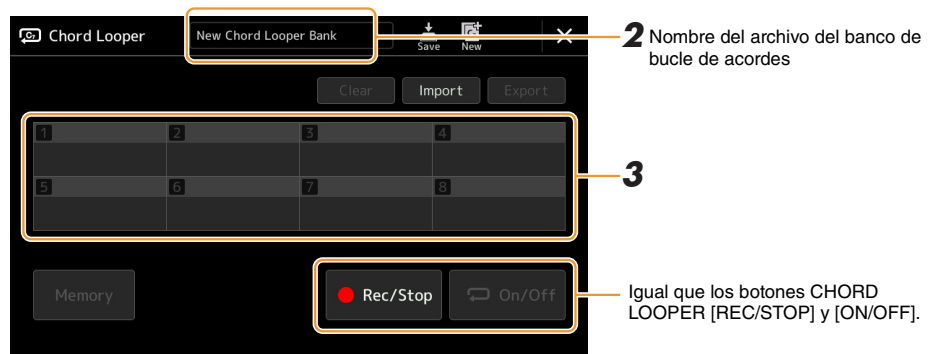 Chord Looper
New Chord Looper Bank
Save
New
2 Nombre del archivo del banco de
bucle de acordes
Clear
Import
Export
1
2
3
4
5
6
7
8
3
Memory
Rec/Stop
On/Off
Igual que los botones CHORD
LOOPER [REC/STOP] y [ON/OFF].